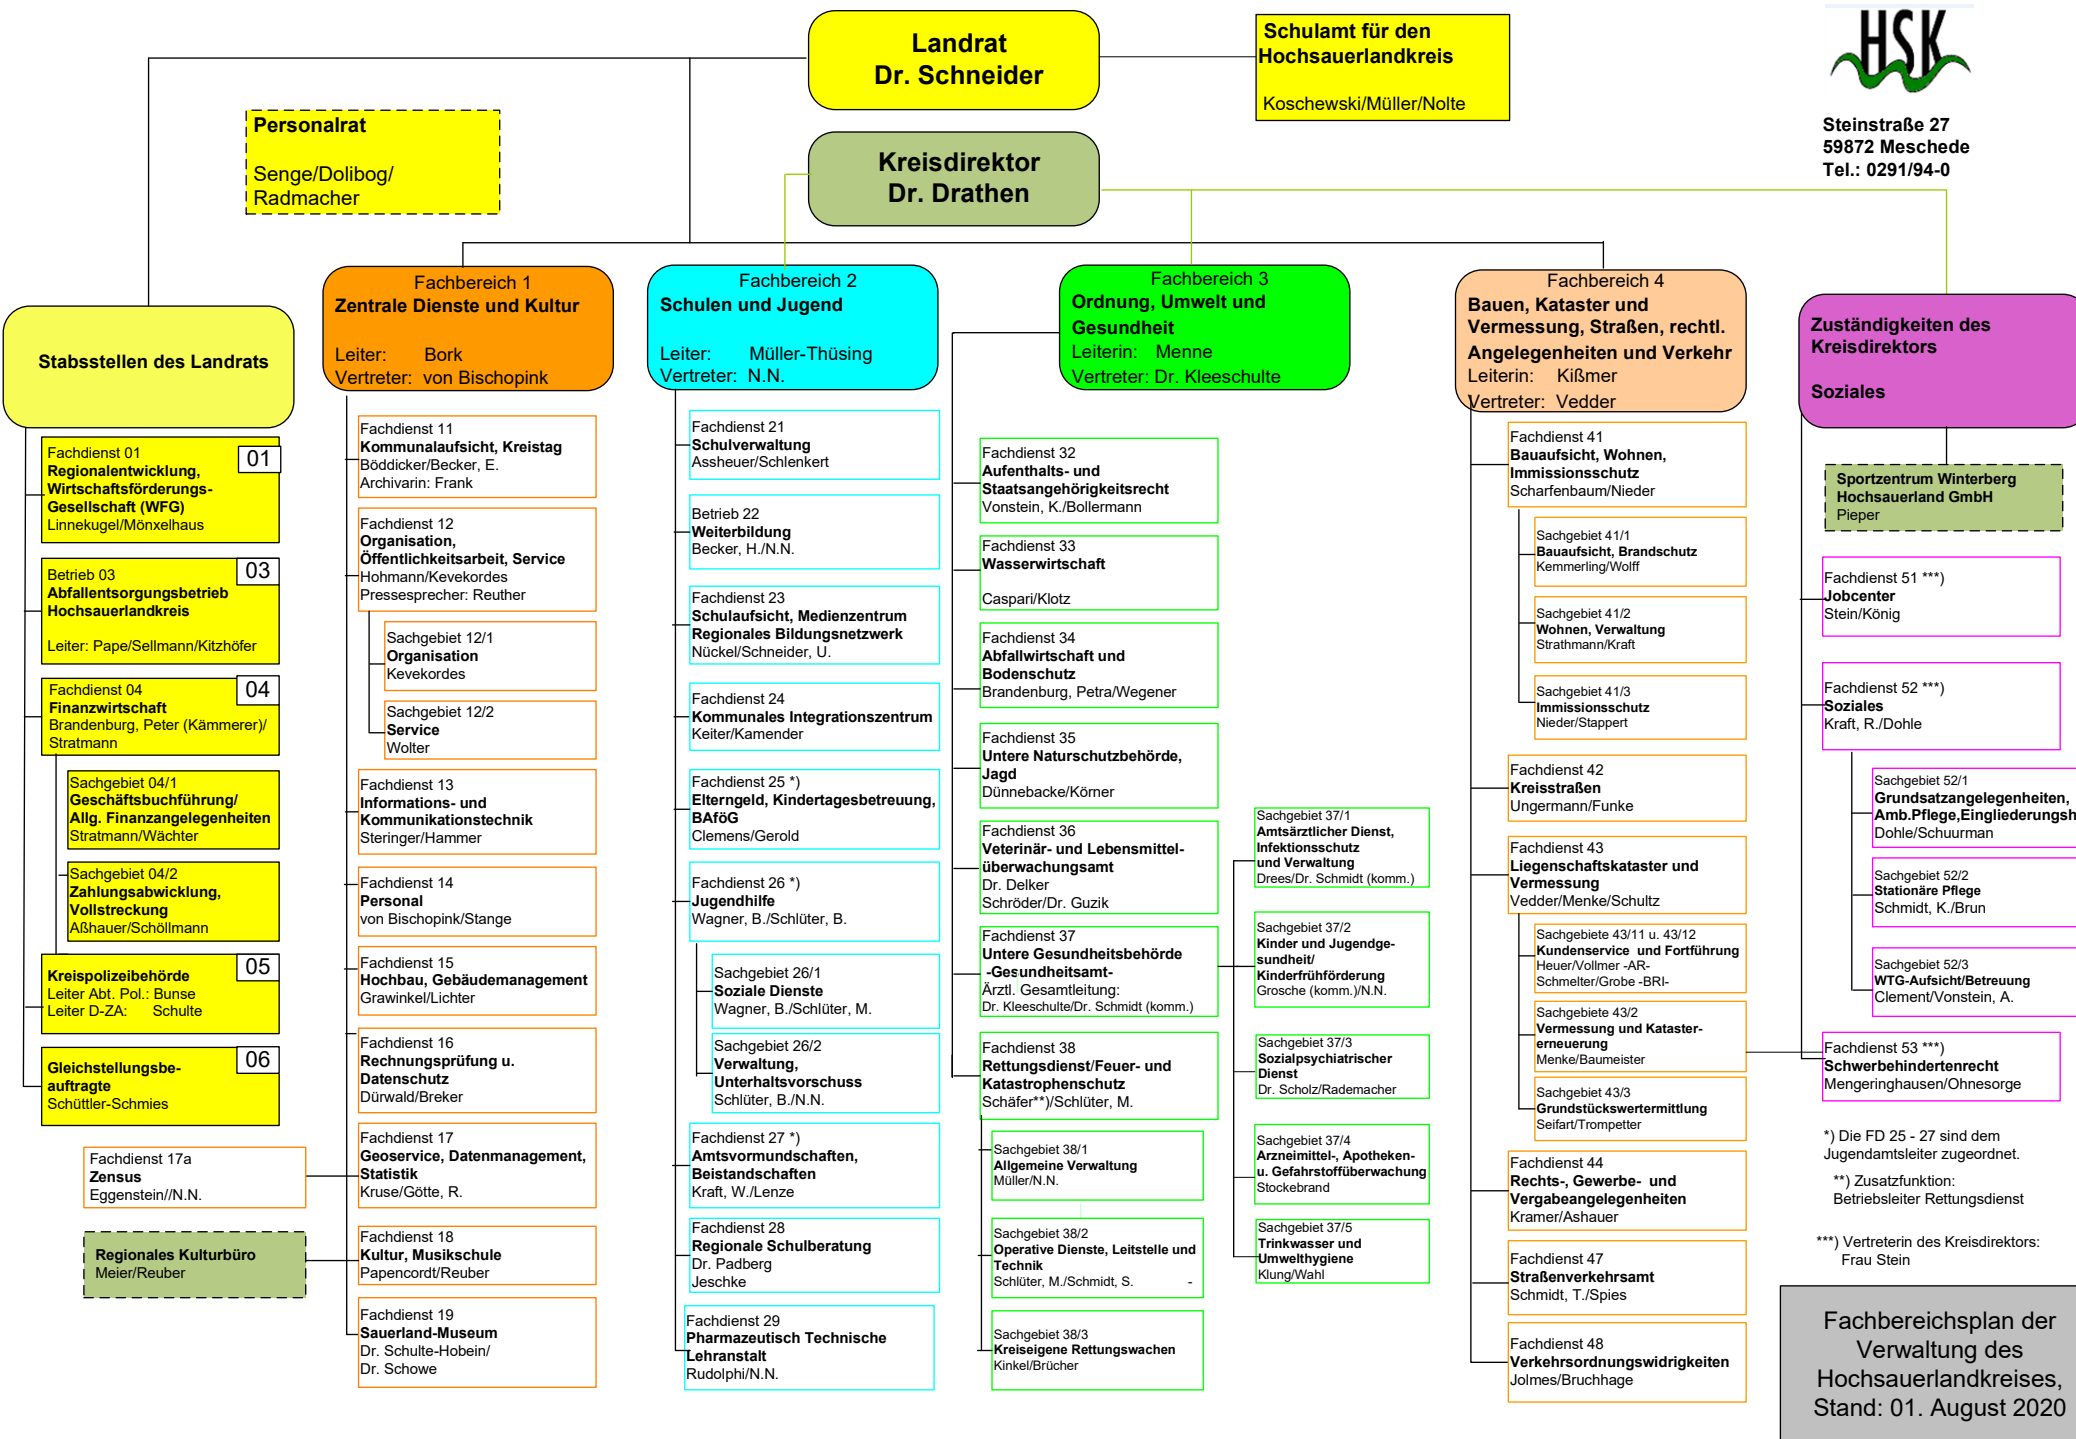 Landrat
Dr. Schneider
Schulamt für den
Hochsauerlandkreis
Koschewski/Müller/Nolte
HSK
Steinstraße 27
59872 Meschede
Tel.: 0291/94-0
Personalrat
Senge/Dolibog/
Radmacher
Kreisdirektor
Dr. Drathen
Stabsstellen des Landrats
Fachdienst 01
01
Regionalentwicklung,
Wirtschaftsförderungs-
Gesellschaft (WFG)
Linnekugel/Mönxelhaus
Betrieb 03
03
Abfallentsorgungsbetrieb
Hochsauerlandkreis
Leiter: Pape/Sellmann/Kitzhöfer
Fachdienst 04
04
Finanzwirtschaft
Brandenburg, Peter (Kämmerer)/
Stratmann
Sachgebiet 04/1
Geschäftsbuchführung/
Allg. Finanzangelegenheiten
Stratmann/Wächter
Sachgebiet 04/2
Zahlungsabwicklung,
Vollstreckung
Aßhauer/Schöllmann
05
Kreispolizeibehörde
Leiter Abt. Pol.: Bunse
Leiter D-ZA: Schulte
06
Gleichstellungsbe-
auftragte
Schüttler-Schmies
Fachdienst 17a
Zensus
Eggenstein//N.N.
Regionales Kulturbüro
Meier/Reuber
Fachbereich 1
Zentrale Dienste und Kultur
Leiter: Bork
Vertreter: von Bischopink
Fachdienst 11
Kommunalaufsicht, Kreistag
Böddicker/Becker, E.
Archivarin: Frank
Fachdienst 12
Organisation,
Öffentlichkeitsarbeit, Service
Hohmann/Kevekordes
Pressesprecher: Reuther
Sachgebiet 12/1
Organisation
Kevekordes
Sachgebiet 12/2
Service
Wolter
Fachdienst 13
Informations- und
Kommunikationstechnik
Steringer/Hammer
Fachdienst 14
Personal
von Bischopink/Stange
Fachdienst 15
Hochbau, Gebäudemanagement
Grawinkel/Lichter
Fachdienst 16
Rechnungsprüfung u.
Datenschutz
Dürwald/Breker
Fachdienst 17
Geoservice, Datenmanagement,
Statistik
Kruse/Götte, R.
Fachdienst 18
Kultur, Musikschule
Papencordt/Reuber
Fachdienst 19
Sauerland-Museum
Dr. Schulte-Hobein/
Dr. Schowe
Fachbereich 2
Schulen und Jugend
Leiter: Müller-Thüsing
Vertreter: N.N.
Fachdienst 21
Schulverwaltung
Assheuer/Schlenkert
Betrieb 22
Weiterbildung
Becker, H./N.N.
Fachdienst 23
Schulaufsicht, Medienzentrum
Regionales Bildungsnetzwerk
Nückel/Schneider, U.
Fachdienst 24
Kommunales Integrationszentrum
Keiter/Kamender
Fachdienst 25 *)
Elterngeld, Kindertagesbetreuung,
BAföG
Clemens/Gerold
Fachdienst 26 *)
Jugendhilfe
Wagner, B./Schlüter, B.
Sachgebiet 26/1
Soziale Dienste
Wagner, B./Schlüter, M.
Sachgebiet 26/2
Verwaltung,
Unterhaltsvorschuss
Schlüter, B./N.N.
Fachdienst 27 *)
Amtsvormundschaften,
Beistandschaften
Kraft, W./Lenze
Fachdienst 28
Regionale Schulberatung
Dr. Padberg
Jeschke
Fachdienst 29
Pharmazeutisch Technische
Lehranstalt
Rudolphi/N.N.
Fachbereich 3
Ordnung, Umwelt und
Gesundheit
Leiterin: Menne
Vertreter: Dr. Kleeschulte
Fachdienst 32
Aufenthalts- und
Staatsangehörigkeitsrecht
Vonstein, K./Bollermann
Fachdienst 33
Wasserwirtschaft
Caspari/Klotz
Fachdienst 34
Abfallwirtschaft und
Bodenschutz
Brandenburg, Petra/Wegener
Fachdienst 35
Untere Naturschutzbehörde,
Jagd
Dünnebacke/Körner
Fachdienst 36
Veterinär- und Lebensmittel-
überwachungsamt
Dr. Delker
Schröder/Dr. Guzik
Fachdienst 37
Untere Gesundheitsbehörde
-Gesundheitsamt-
Ärztl. Gesamtleitung:
Dr. Kleeschulte/Dr. Schmidt (komm.)
Fachdienst 38
Rettungsdienst/Feuer- und
Katastrophenschutz
Schäfer**)/Schlüter, M.
Sachgebiet 38/1
Allgemeine Verwaltung
Müller/N.N.
Sachgebiet 38/2
Operative Dienste, Leitstelle und
Technik
Schlüter, M./Schmidt, S. -
Sachgebiet 38/3
Kreiseigene Rettungswachen
Kinkel/Brücher
Sachgebiet 37/1
Amtsärztlicher Dienst,
Infektionsschutz
und Verwaltung
Drees/Dr. Schmidt (komm.)
Sachgebiet 37/2
Kinder und Jugendge-
sundheit/
Kinderfrühförderung
Grosche (komm.)/N.N.
Sachgebiet 37/3
Sozialpsychiatrischer
Dienst
Dr. Scholz/Rademacher
Sachgebiet 37/4
Arzneimittel-, Apotheken-
u. Gefahrstoffüberwachung
Stockebrand
Sachgebiet 37/5
Trinkwasser und
Umwelthygiene
Klung/Wahl
Fachbereich 4
Bauen, Kataster und
Vermessung, Straßen, rechtl.
Angelegenheiten und Verkehr
Leiterin: Kißmer
Vertreter: Vedder
Fachdienst 41
Bauaufsicht, Wohnen,
Immissionsschutz
Scharfenbaum/Nieder
Sachgebiet 41/1
Bauaufsicht, Brandschutz
Kemmerling/Wolff
Sachgebiet 41/2
Wohnen, Verwaltung
Strathmann/Kraft
Sachgebiet 41/3
Immissionsschutz
Nieder/Stappert
Fachdienst 42
Kreisstraßen
Ungermann/Funke
Fachdienst 43
Liegenschaftskataster und
Vermessung
Vedder/Menke/Schultz
Sachgebiete 43/11 u. 43/12
Kundenservice und Fortführung
Heuer/Vollmer -AR-
Schmelter/Grobe -BRI-
Sachgebiete 43/2
Vermessung und Kataster-
erneuerung
Menke/Baumeister
Sachgebiet 43/3
Grundstückswertermittlung
Seifart/Trompetter
Fachdienst 44
Rechts-, Gewerbe- und
Vergabeangelegenheiten
Kramer/Ashauer
Fachdienst 47
Straßenverkehrsamt
Schmidt, T./Spies
Fachdienst 48
Verkehrsordnungswidrigkeiten
Jolmes/Bruchhage
Zuständigkeiten des
Kreisdirektors
Soziales
Sportzentrum Winterberg
Hochsauerland GmbH
Pieper
Fachdienst 51 ***)
Jobcenter
Stein/König
Fachdienst 52 ***)
Soziales
Kraft, R./Dohle
Sachgebiet 52/1
Grundsatzangelegenheiten,
Amb.Pflege,Eingliederungsh
Dohle/Schuurman
Sachgebiet 52/2
Stationäre Pflege
Schmidt, K./Brun
Sachgebiet 52/3
WTG-Aufsicht/Betreuung
Clement/Vonstein, A.
Fachdienst 53 ***)
Schwerbehindertenrecht
Mengeringhausen/Ohnesorge
*) Die FD 25 - 27 sind dem
Jugendamtsleiter zugeordnet.
**) Zusatzfunktion:
Betriebsleiter Rettungsdienst
***) Vertreterin des Kreisdirektors:
Frau Stein
Fachbereichsplan der
Verwaltung des
Hochsauerlandkreises,
Stand: 01. August 2020